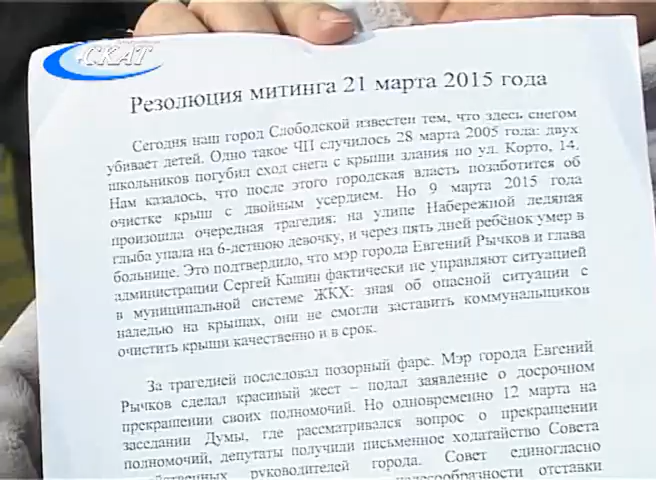 СКАТ
Резолюция митинга 21 марта 2015 года
Сегодня наш город Слободской известен тем, что здесь снегом
убивает детей. Одно такое ЧП случилось 28 марта 2005 года: двух
школьников погубил сход снега с крыши здания по ул. Корто, 14.
Нам казалось, что после этого городская власть позаботится об
очистке крыш с двойным усердием. Но 9 марта 2015 года
произошла очередная трагедия: на улице Набережной ледяная
глыба упала на 6-летнюю девочку, и через пять дней ребёнок умер в
больнице. Это подтвердило, что мэр города Евгений Рычков и глава
администрации Сергей Кашин фактически не управляют ситуацией
в муниципальной системе ЖКХ: зная об опасной ситуации с
наледью на крышах, они не смогли заставить коммунальщиков
очистить крыши качественно и в срок.
За трагедией последовал позорный фарс. Мэр города Евгений
Рычков сделал красивый жест – подал заявление о досрочном
прекращении своих полномочий. Но одновременно 12 марта на
заседании Думы, где рассматривался вопрос о прекращении
полномочий, депутаты получили письменное ходатайство Совета
руководителей города. Совет единогласно
отставки